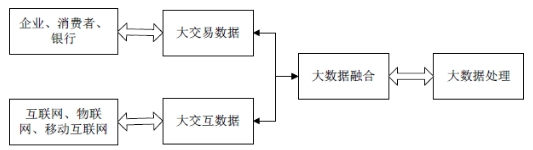 企业、消费者、
银行
大交易数据
大数据融合
大数据处理
互联网、物联
网、移动互联网
大交互数据